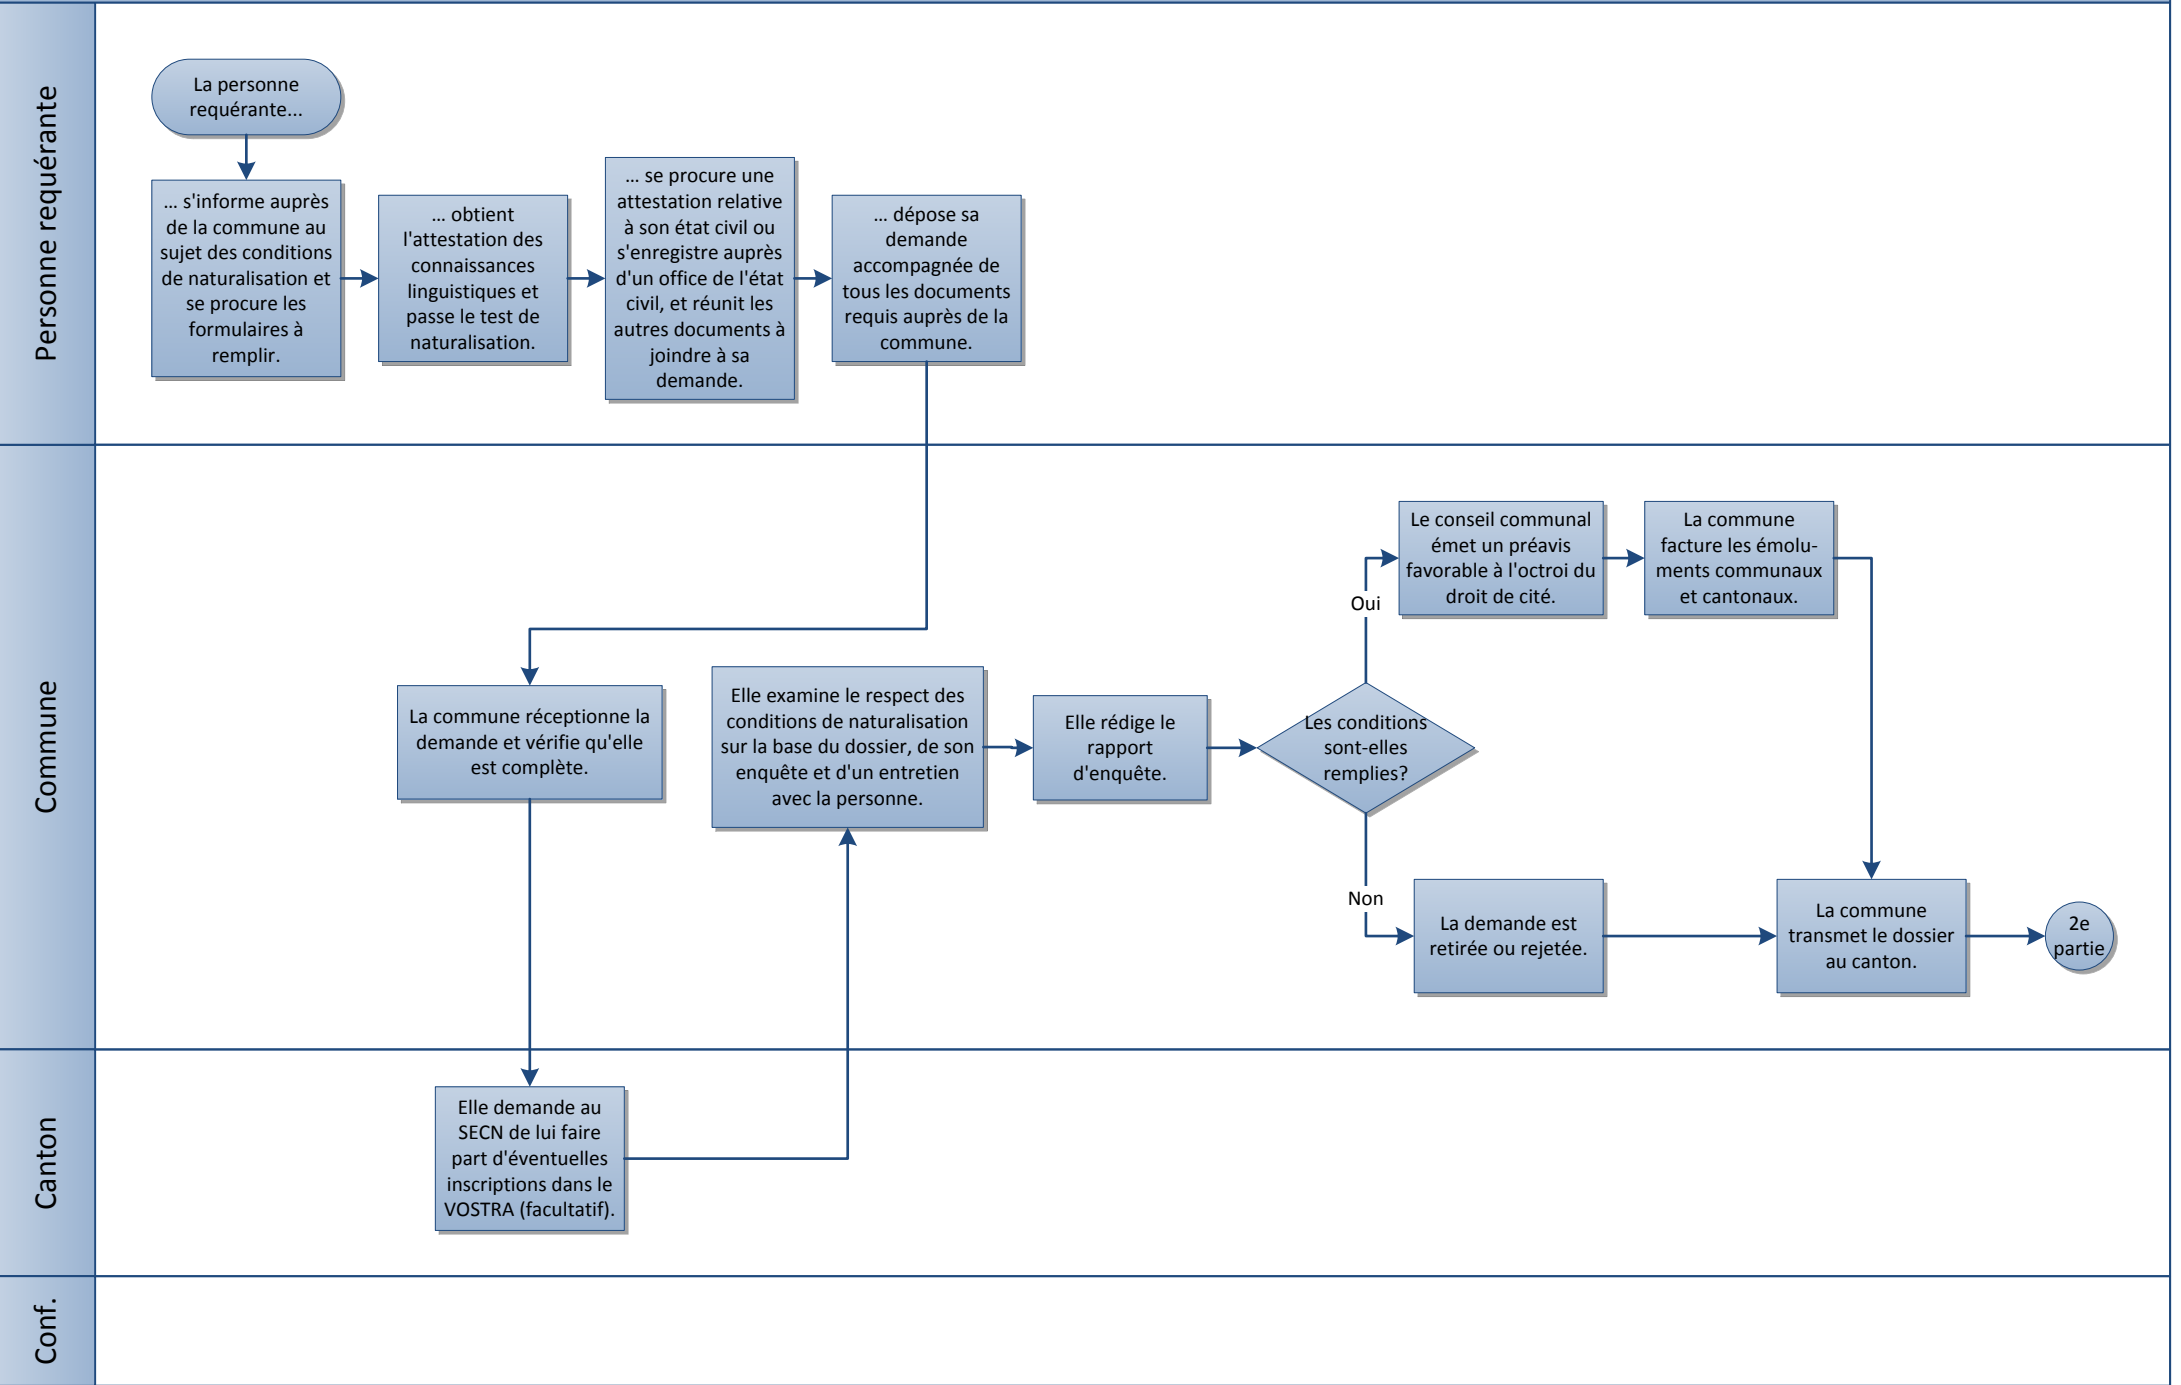 Personne requérante
La personne
requérante...
... s'informe auprès
de la commune au
sujet des conditions
de naturalisation et
se procure les
formulaires à
remplir.
... obtient
l'attestation des
connaissances
linguistiques et
passe le test de
naturalisation.
... se procure une
attestation relative
à son état civil ou
s'enregistre auprès
d'un office de l'état
civil, et réunit les
autres documents à
joindre à sa
demande.
... dépose sa
demande
accompagnée de
tous les documents
requis auprès de la
commune.
Commune
La commune réceptionne la
demande et vérifie qu'elle
est complète.
Elle examine le respect des
conditions de naturalisation
sur la base du dossier, de son
enquête et d'un entretien
avec la personne.
Elle rédige le
rapport
d'enquête.
Les conditions
sont-elles
remplies?
Oui
Le conseil communal
émet un préavis
favorable à l'octroi du
droit de cité.
La commune
facture les émolu-
ments communaux
et cantonaux.
Non
La demande est
retirée ou rejetée.
La commune
transmet le dossier
au canton.
2e
partie
Canton
Elle demande au
SECN de lui faire
part d'éventuelles
inscriptions dans le
VOSTRA (facultatif).
Conf.